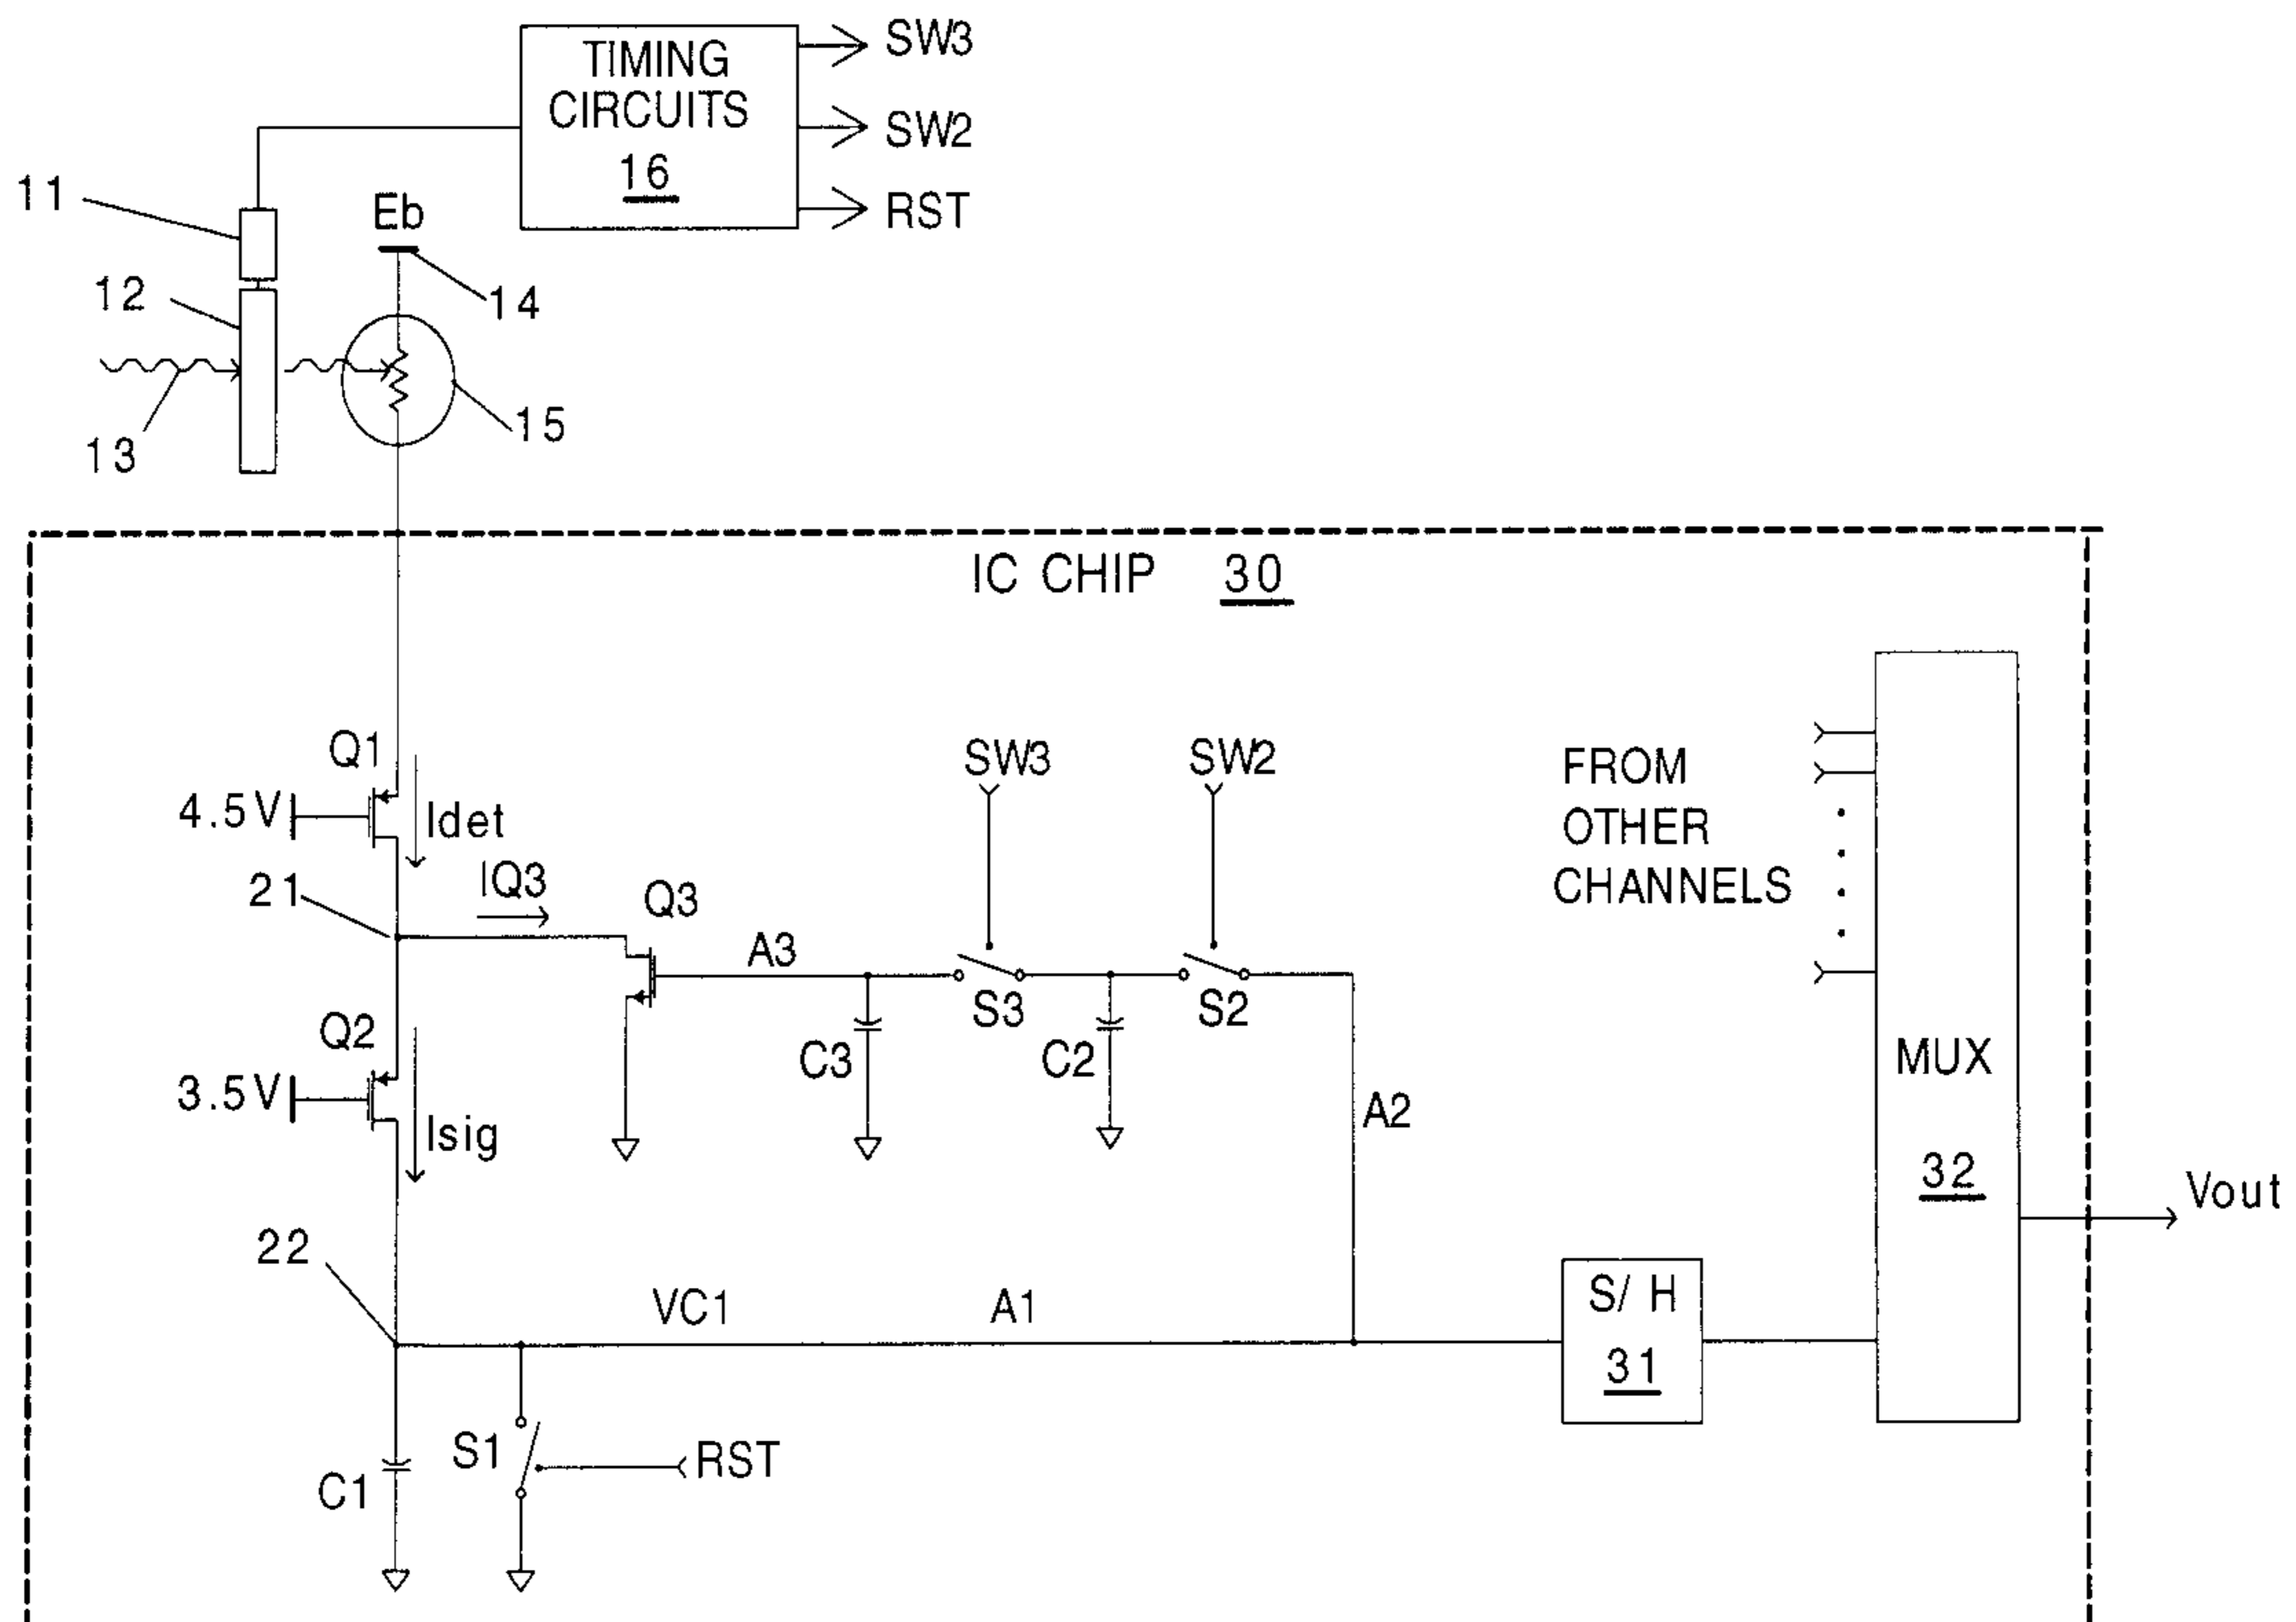 TIMING
CIRCUITS
16
SW3
SW2
RST
11
Eb
12
14
13
15
IC CHIP 30
Q1
4.5V
Idet
21
IQ3
Q3
A3
SW3
SW2
FROM
OTHER
CHANNELS
S3
S2
C3
C2
Q2
3.5V
Isig
A2
MUX
32
Vout
22
VC1
A1
S/ H
31
S1
RST
C1